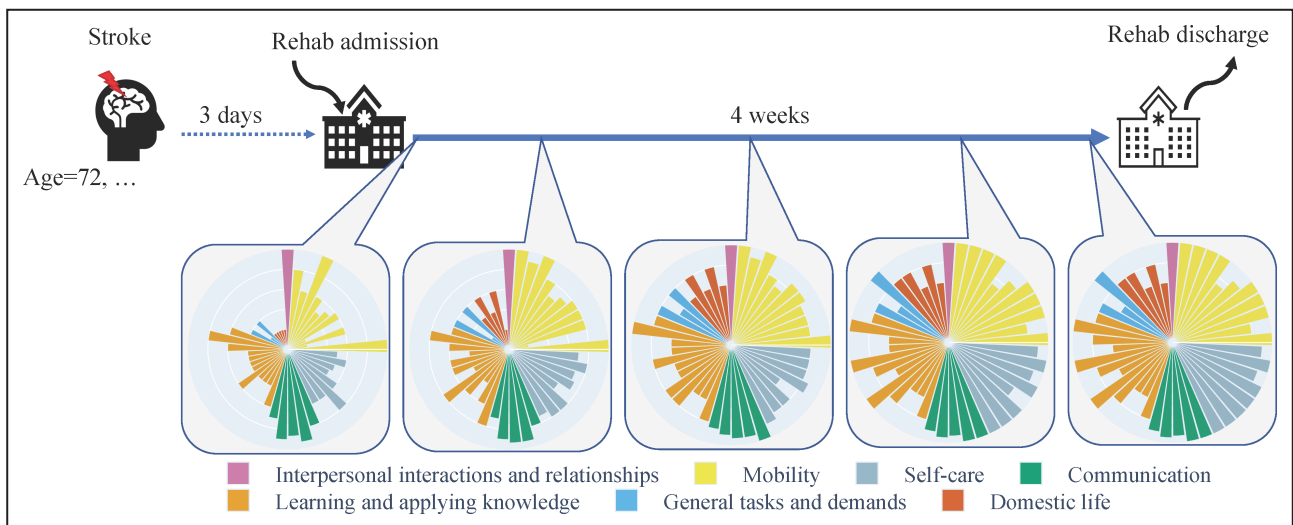 Stroke
Rehab admission
Rehab discharge
3 days
4 weeks
Age=72, …
Interpersonal interactions and relationships
Mobility
Self-care
Communication
Learning and applying knowledge
General tasks and demands
Domestic life